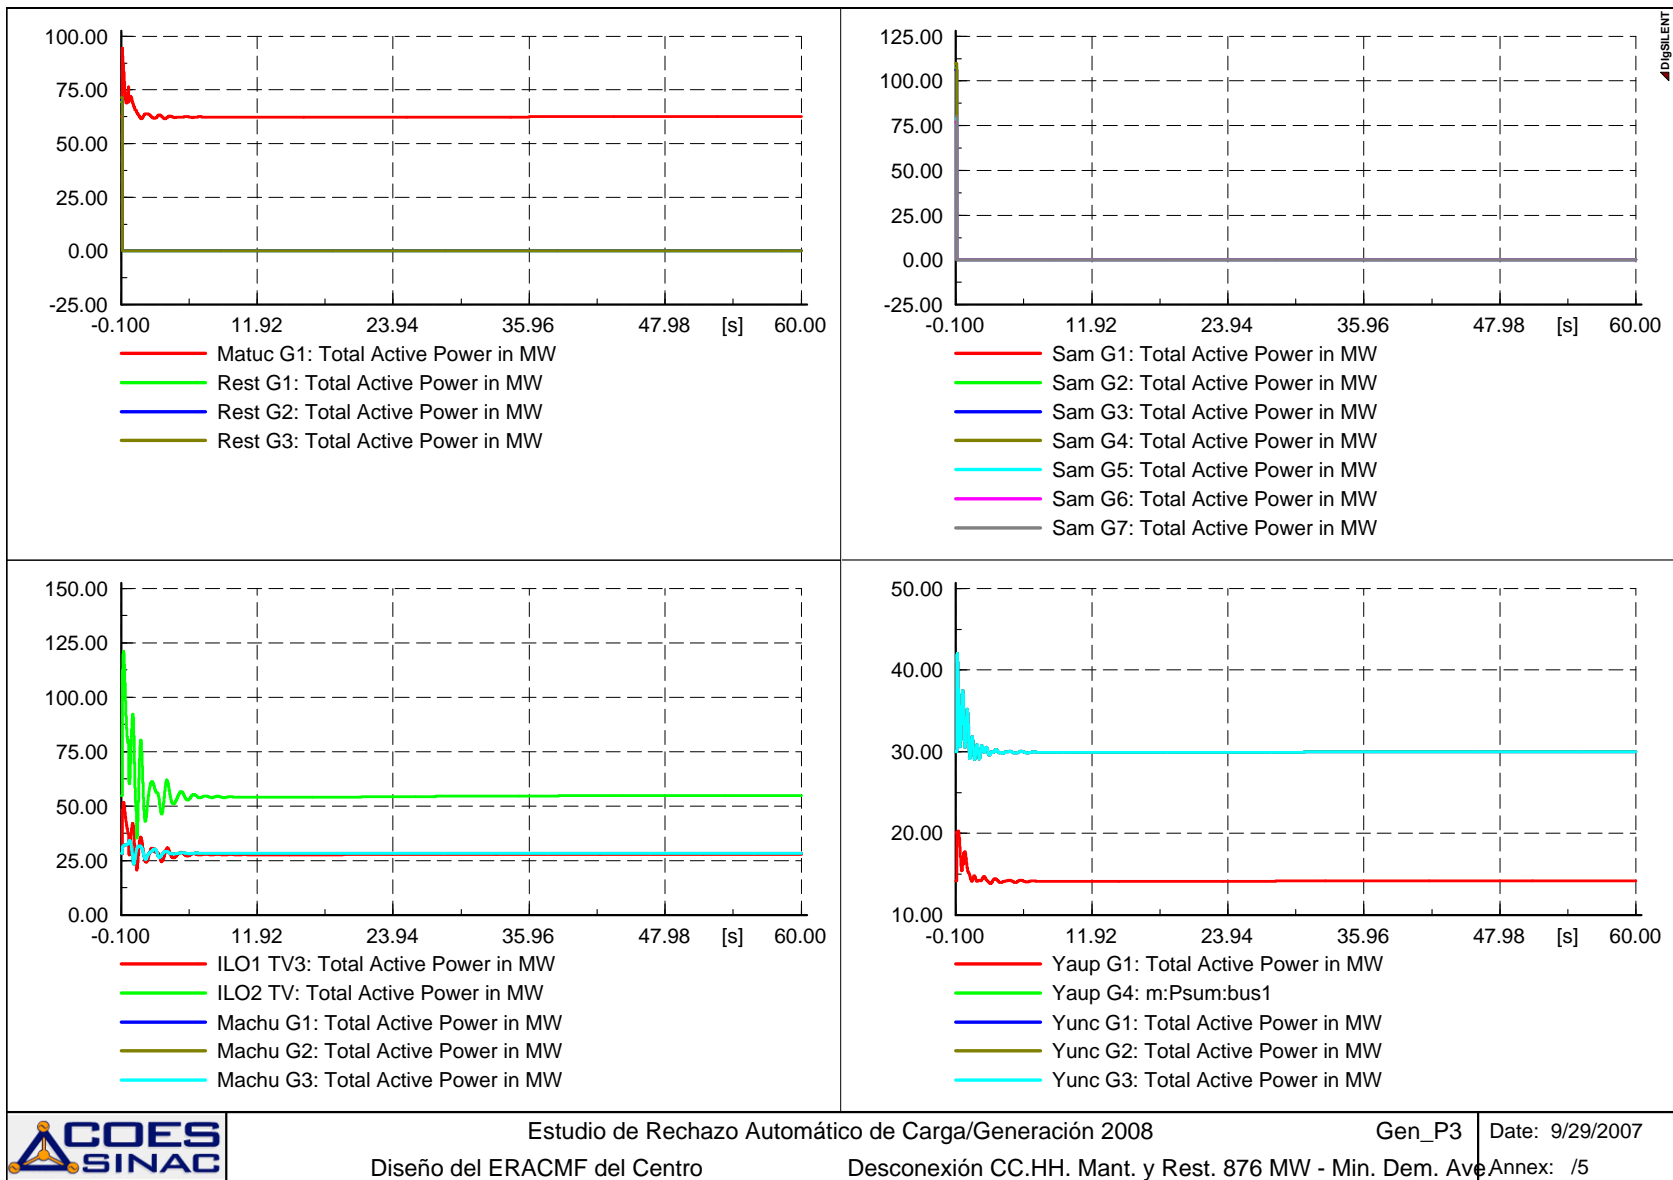 100.00
75.00
50.00
25.00
0.00
-25.00
-0.100 11.92 23.94 35.96 47.98 [s] 60.00
Matuc G1: Total Active Power in MW
Rest G1: Total Active Power in MW
Rest G2: Total Active Power in MW
Rest G3: Total Active Power in MW
DIgSILENT
125.00
100.00
75.00
50.00
25.00
0.00
-25.00
-0.100 11.92 23.94 35.96 47.98 [s] 60.00
Sam G1: Total Active Power in MW
Sam G2: Total Active Power in MW
Sam G3: Total Active Power in MW
Sam G4: Total Active Power in MW
Sam G5: Total Active Power in MW
Sam G6: Total Active Power in MW
Sam G7: Total Active Power in MW
150.00
125.00
100.00
75.00
50.00
25.00
0.00
-0.100 11.92 23.94 35.96 47.98 [s] 60.00
ILO1 TV3: Total Active Power in MW
ILO2 TV: Total Active Power in MW
Machu G1: Total Active Power in MW
Machu G2: Total Active Power in MW
Machu G3: Total Active Power in MW
50.00
40.00
30.00
20.00
10.00
-0.100 11.92 23.94 35.96 47.98 [s] 60.00
Yaup G1: Total Active Power in MW
Yaup G4: m:Psum:bus1
Yunc G1: Total Active Power in MW
Yunc G2: Total Active Power in MW
Yunc G3: Total Active Power in MW
COES
SINAC
Estudio de Rechazo Automático de Carga/Generación 2008 Gen_P3
Diseño del ERACMF del Centro Desconexión CC.HH. Mant. y Rest. 876 MW - Min. Dem. Ave
Date: 9/29/2007
Annex: /5